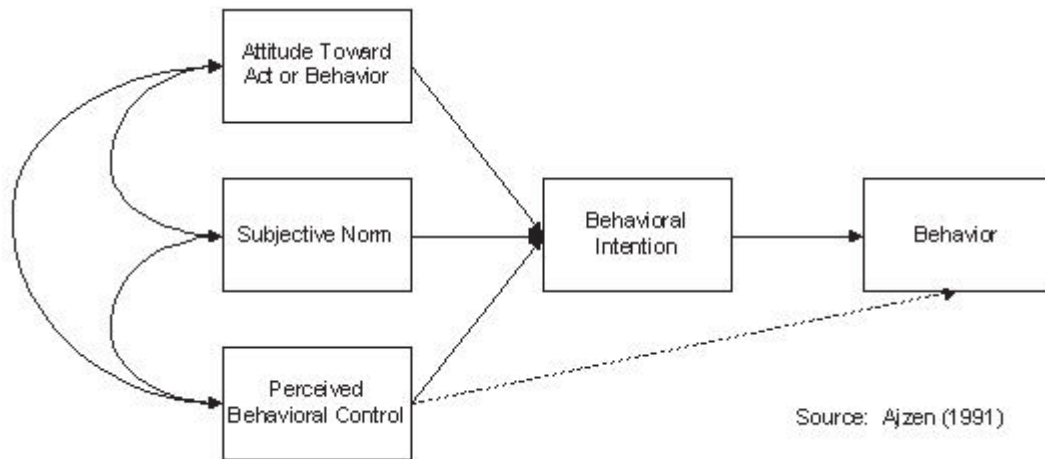 Attitude Toward
Act or Behavior
Subjective Norm
Behavioral
Intention
Behavior
Perceived
Behavioral Control
Source: Ajzen (1991)